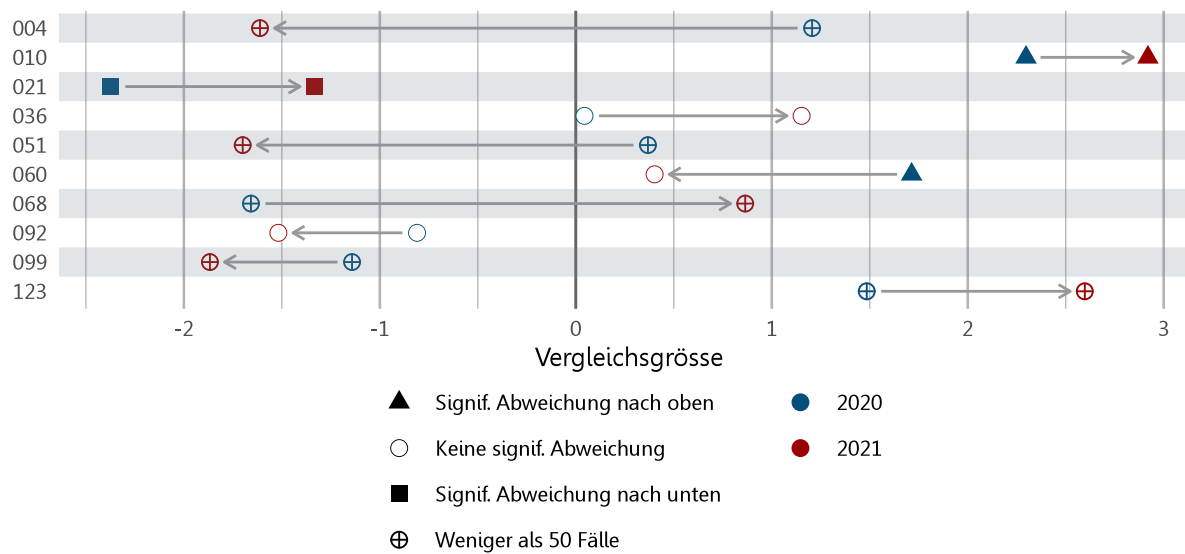 004
010
021
036
051
060
068
092
099
123
-2 -1 0 1 2 3
Vergleichsgrösse
Signif. Abweichung nach oben 2020
Keine signif. Abweichung 2021
Signif. Abweichung nach unten
Weniger als 50 Fälle